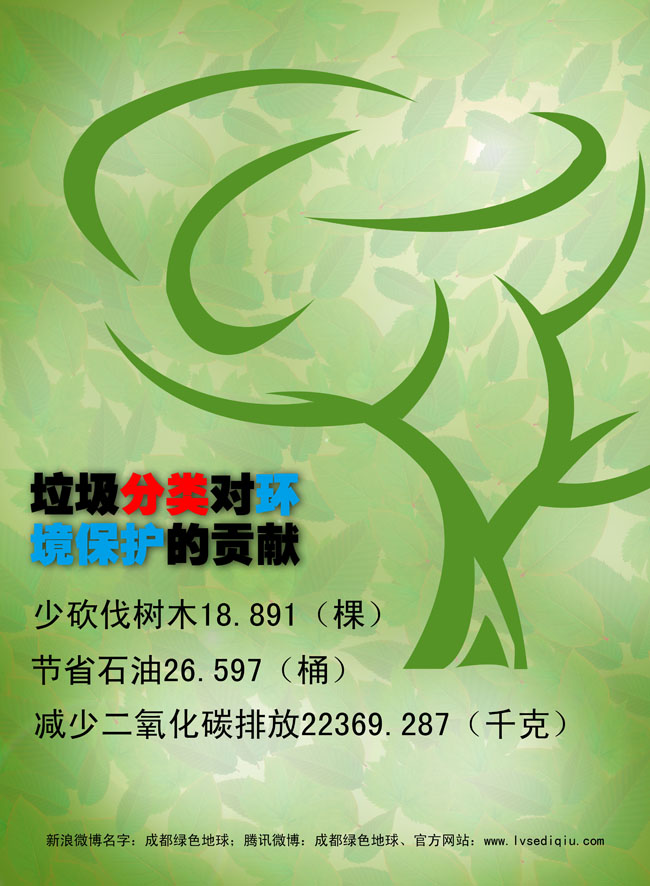 垃圾分类对环
境保护的贡献
少砍伐树木18.891（棵）
节省石油26.597（桶）
减少二氧化碳排放22369.287（千克）
新浪微博名字：成都绿色地球；腾讯微博：成都绿色地球、官方网站：www.lvsediqiu.com